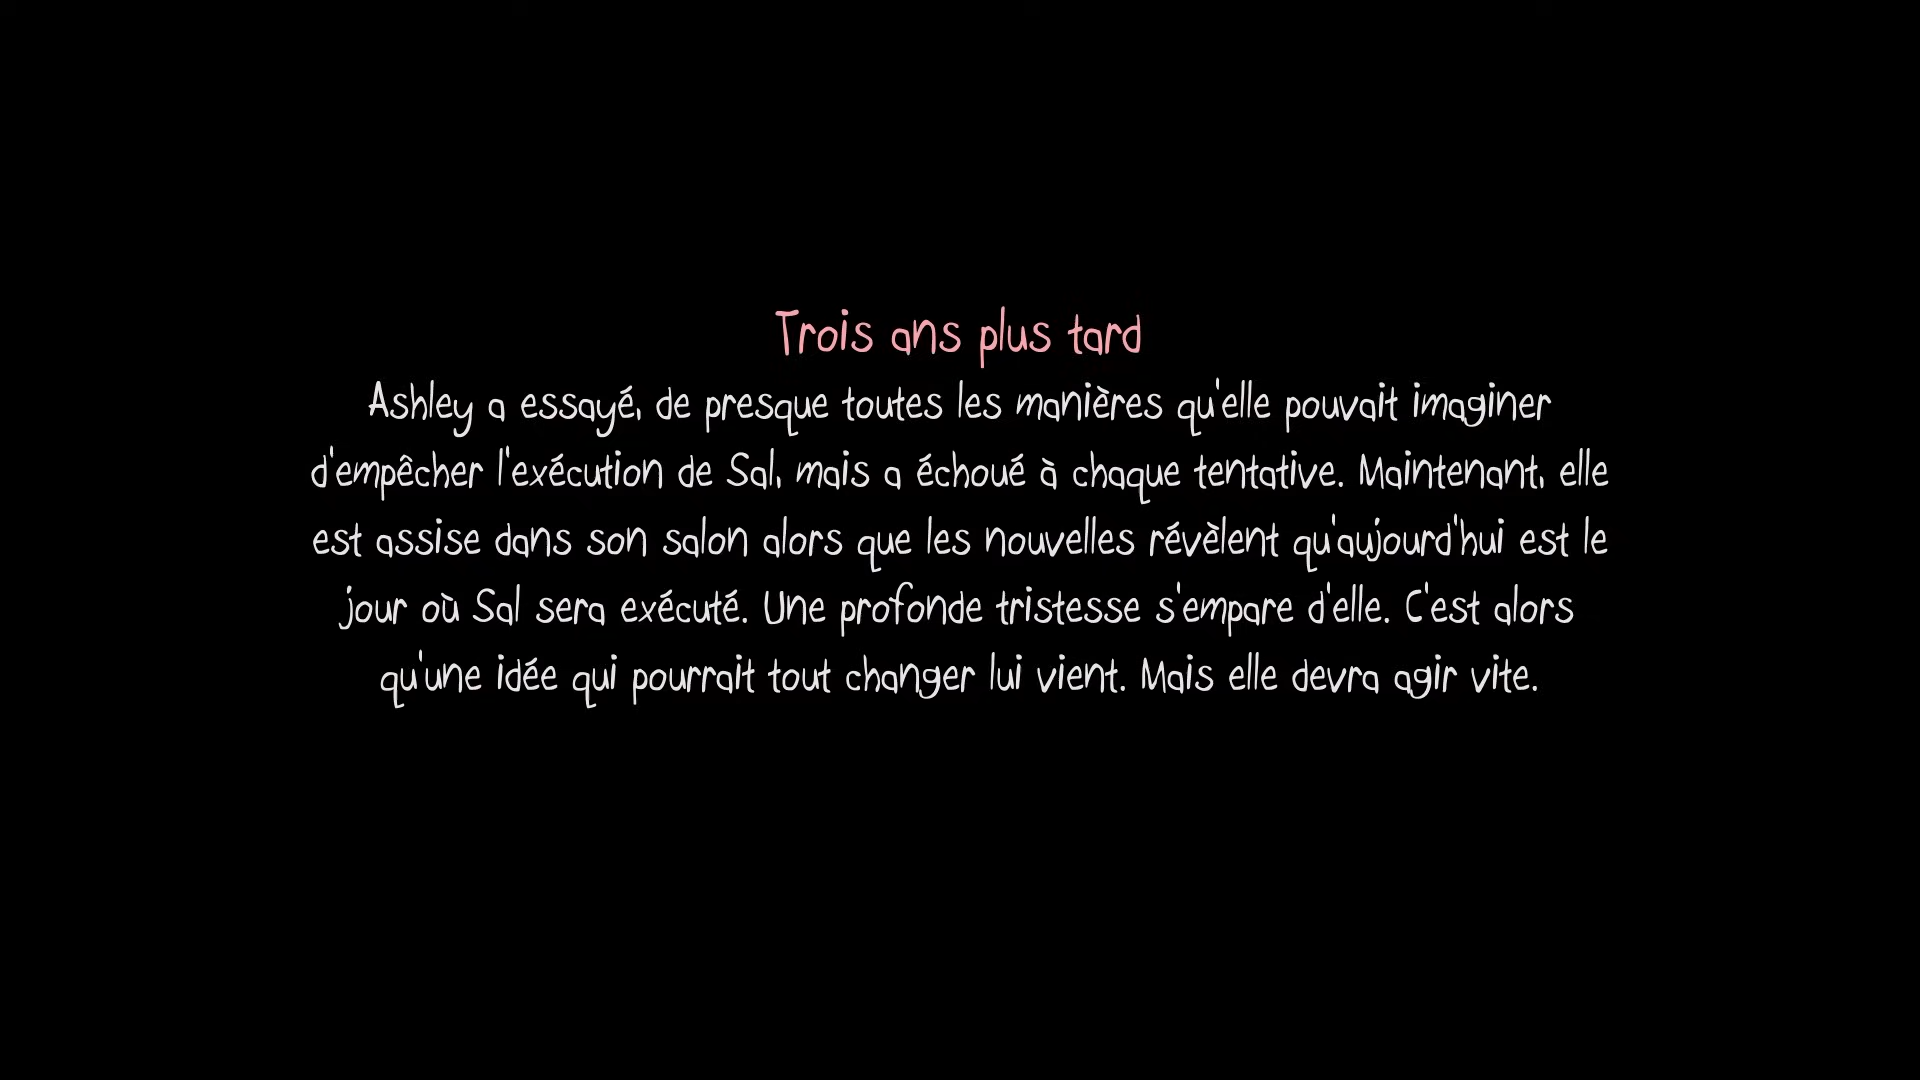 Trois ans plus tard
Ashley a essayé, de presque toutes les manières qu'elle pouvait imaginer
d'empêcher l'exécution de Sal, mais a échoué à chaque tentative. Maintenant, elle
est assise dans son salon alors que les nouvelles révèlent qu'aujourd'hui est le
jour où Sal sera exécuté. Une profonde tristesse s'empare d'elle. C'est alors
qu'une idée qui pourrait tout changer lui vient. Mais elle devra agir vite.